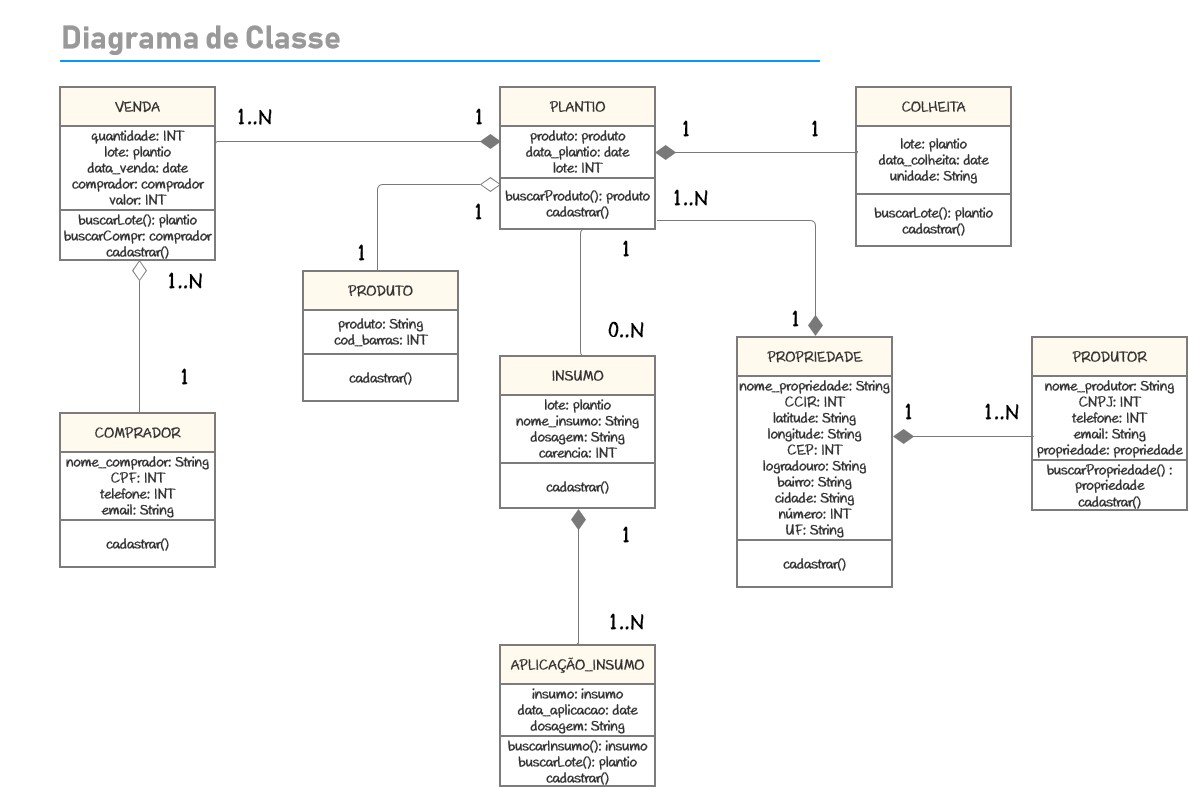 Diagrama de Classe
VENDA
quantidade: INT
lote: plantio
data_venda: date
comprador: comprador
valor: INT
buscarLote(): plantio
buscarCompr: comprador
cadastrar()
1..N
1
PLANTIO
produto: produto
data_plantio: date
lote: INT
buscarProduto(): produto
cadastrar()
1
1
COLHEITA
lote: plantio
data_colheita: date
unidade: String
buscarLote(): plantio
cadastrar()
1
1
1..N
1
1..N
1
PRODUTO
produto: String
cod_barras: INT
cadastrar()
1
0..N
INSUMO
lote: plantio
nome_insumo: String
dosagem: String
carencia: INT
cadastrar()
1
PROPRIEDADE
nome_propriedade: String
CCIR: INT
latitude: String
longitude: String
CEP: INT
logradouro: String
bairro: String
cidade: String
número: INT
UF: String
cadastrar()
1
1..N
PRODUTOR
nome_produtor: String
CNPJ: INT
telefone: INT
email: String
propriedade: propriedade
buscarPropriedade() :
propriedade
cadastrar()
COMPRADOR
nome_comprador: String
CPF: INT
telefone: INT
email: String
cadastrar()
1..N
APLICAÇÃO_INSUMO
insumo: insumo
data_aplicacao: date
dosagem: String
buscarInsumo(): insumo
buscarLote(): plantio
cadastrar()